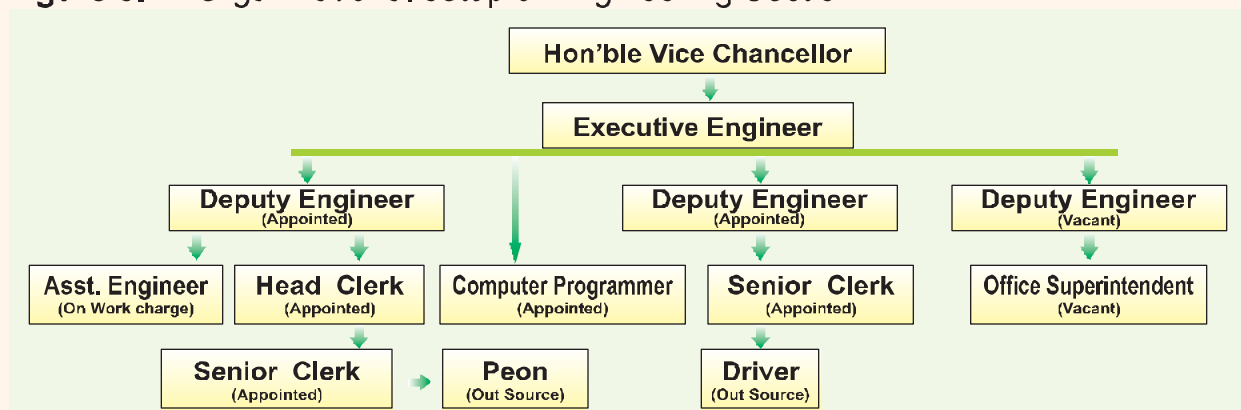 Hon'ble Vice Chancellor
Executive Engineer
Deputy Engineer
(Appointed)
Deputy Engineer
(Appointed)
Deputy Engineer
(Vacant)
Asst. Engineer
(On Work charge)
Head Clerk
(Appointed)
Computer Programmer
(Appointed)
Senior Clerk
(Appointed)
Office Superintendent
(Vacant)
Senior Clerk
(Appointed)
Peon
(Out Source)
Driver
(Out Source)